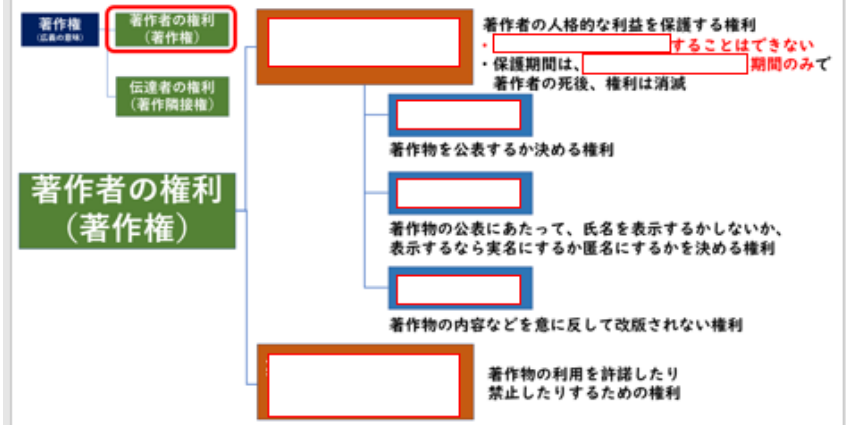 著作権
(広義の意味)
著作者の権利
(著作権)
伝達者の権利
(著作隣接権)
著作者の権利
(著作権)
著作者の人格的な利益を保護する権利
・することはできない
・保護期間は、期間のみで
著作者の死後、権利は消滅
著作物を公表するか決める権利
著作物の公表にあたって、氏名を表示するかしないか、
表示するなら実名にするか匿名にするかを決める権利
著作物の内容などを意に反して改版されない権利
著作物の利用を許諾したり
禁止したりするための権利